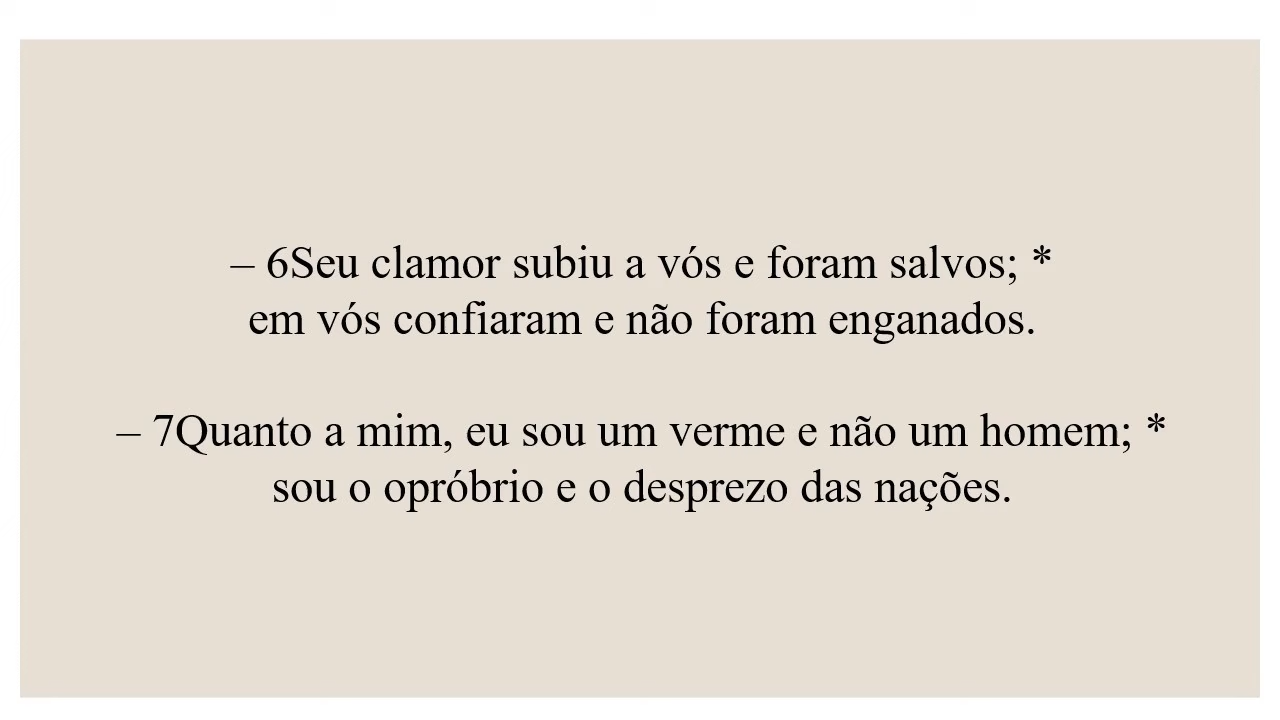 – 6Seu clamor subiu a vós e foram salvos; *
em vós confiaram e não foram enganados.
– 7Quanto a mim, eu sou um verme e não um homem; *
sou o opróbrio e o desprezo das nações.